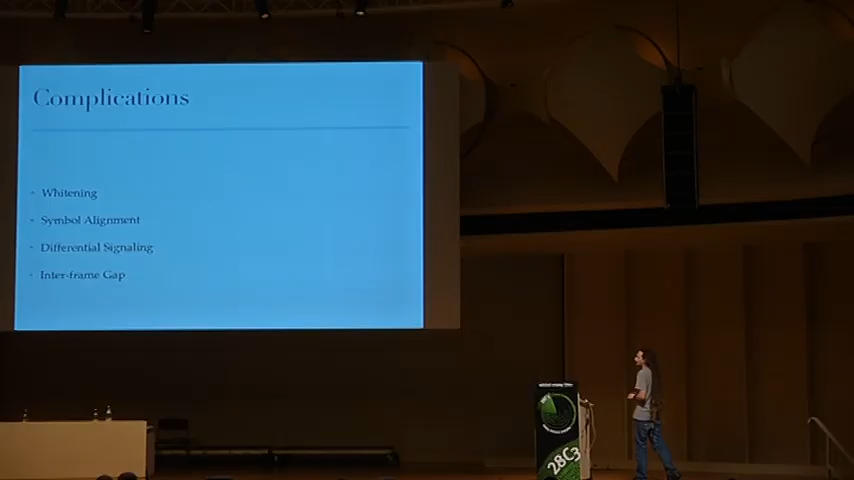 Complications
- Whitening
- Symbol Alignment
- Differential Signaling
- Inter-frame Gap
28C3